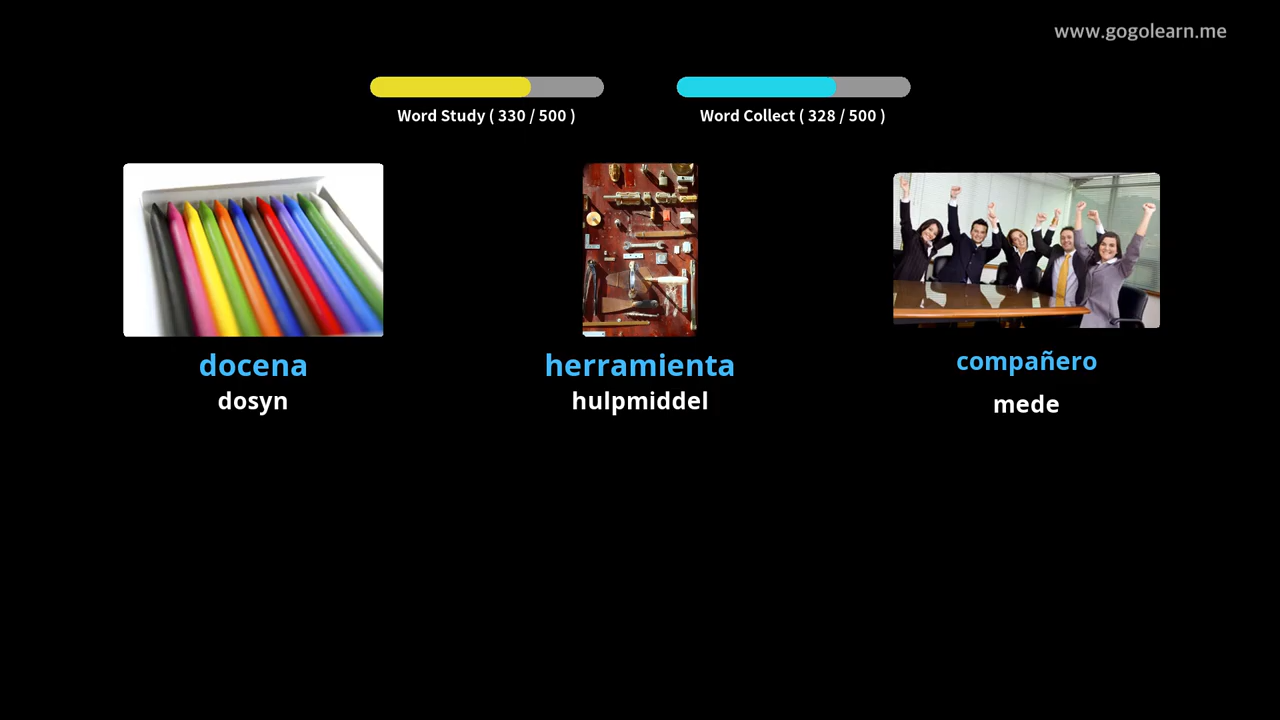 www.gogolearn.me
Word Study ( 330 / 500 )
Word Collect ( 328 / 500 )
docena
dosyn
herramienta
hulpmiddel
compañero
mede